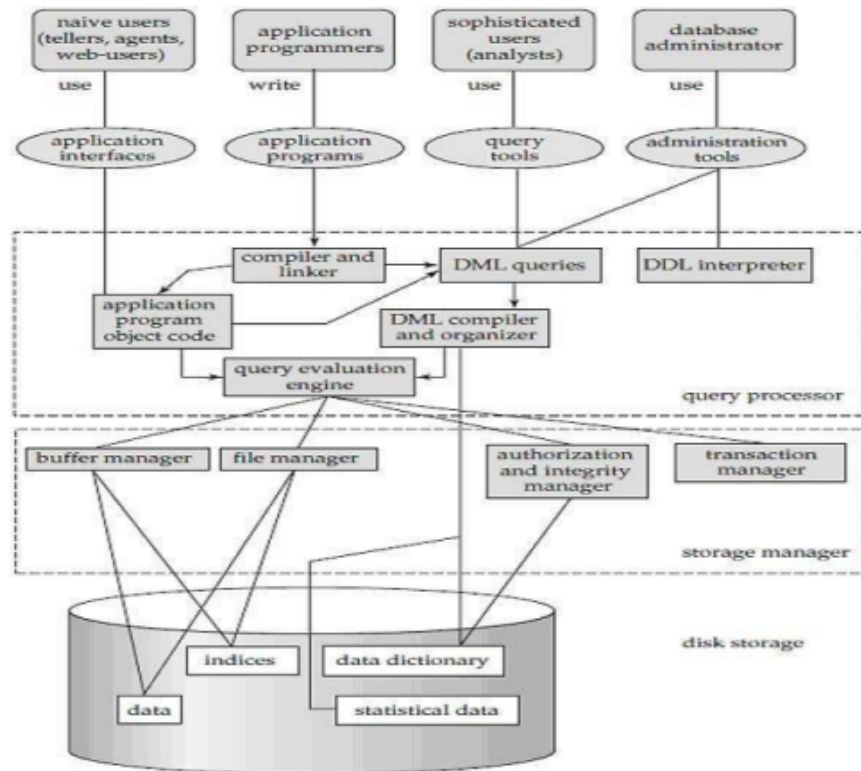 naive users
(tellers, agents,
web-users)
application
programmers
sophisticated
users
(analysts)
database
administrator
use
write
use
use
application
interfaces
application
programs
query
tools
administration
tools
compiler and
linker
DML queries
DDL interpreter
application
program
object code
DML compiler
and organizer
query evaluation
engine
query processor
buffer manager
file manager
authorization
and integrity
manager
transaction
manager
storage manager
disk storage
indices
data dictionary
data
statistical data